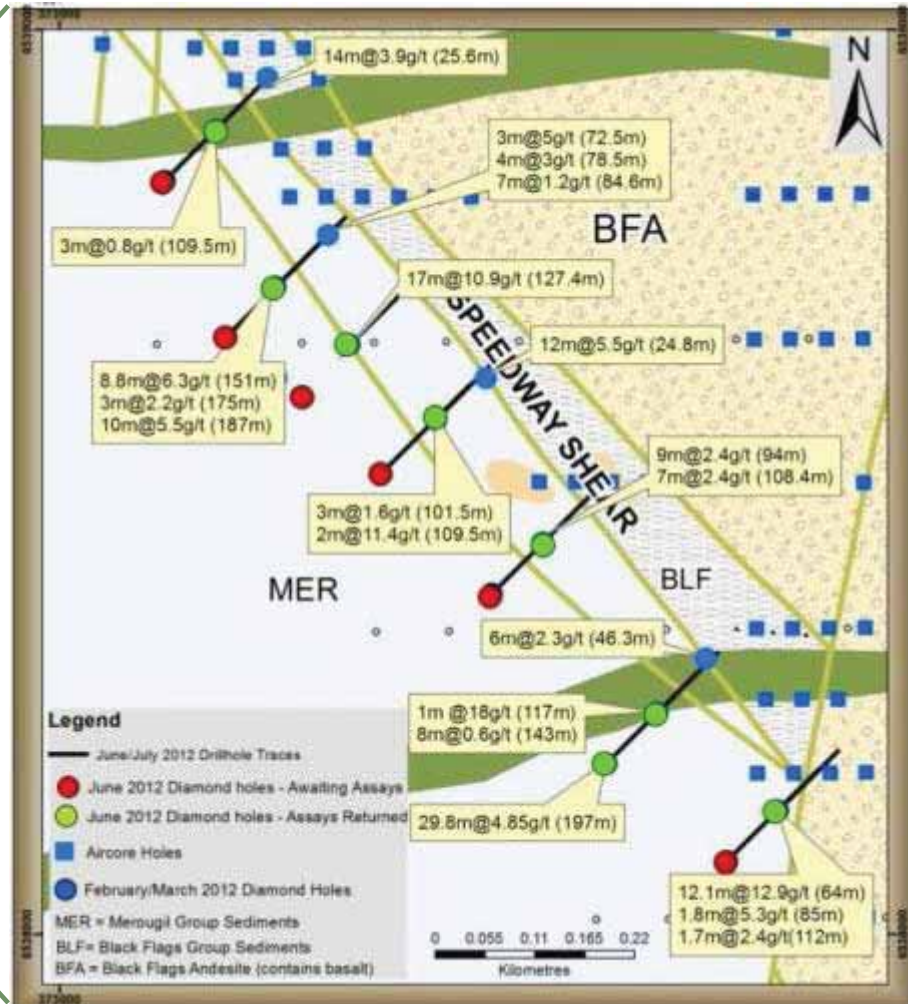 373000
6539000
6539000
N
14m@3.9g/t (25.6m)
3m@5g/t (72.5m)
4m@3g/t (78.5m)
7m@1.2g/t (84.6m)
BFA
3m@0.8g/t (109.5m)
17m@10.9g/t (127.4m)
SPEEDWAY SHEAR
12m@5.5g/t (24.8m)
8.8m@6.3g/t (151m)
3m@2.2g/t (175m)
10m@5.5g/t (187m)
9m@2.4g/t (94m)
7m@2.4g/t (108.4m)
3m@1.6g/t (101.5m)
2m@11.4g/t (109.5m)
MER
BLF
6m@2.3g/t (46.3m)
1m @18g/t (117m)
8m@0.6g/t (143m)
29.8m@4.85g/t (197m)
12.1m@12.9g/t (64m)
1.8m@5.3g/t (85m)
1.7m@2.4g/t(112m)
Legend
June/July 2012 Drillhole Traces
June 2012 Diamond holes - Awaiting Assays
June 2012 Diamond holes - Assays Returned
Aircore Holes
February/March 2012 Diamond Holes
MER = Merougil Group Sediments
BLF= Black Flags Group Sediments
BFA = Black Flags Andesite (contains basalt)
0 0.055 0.11 0.165 0.22
Kilometres
6538000
6538000
373000